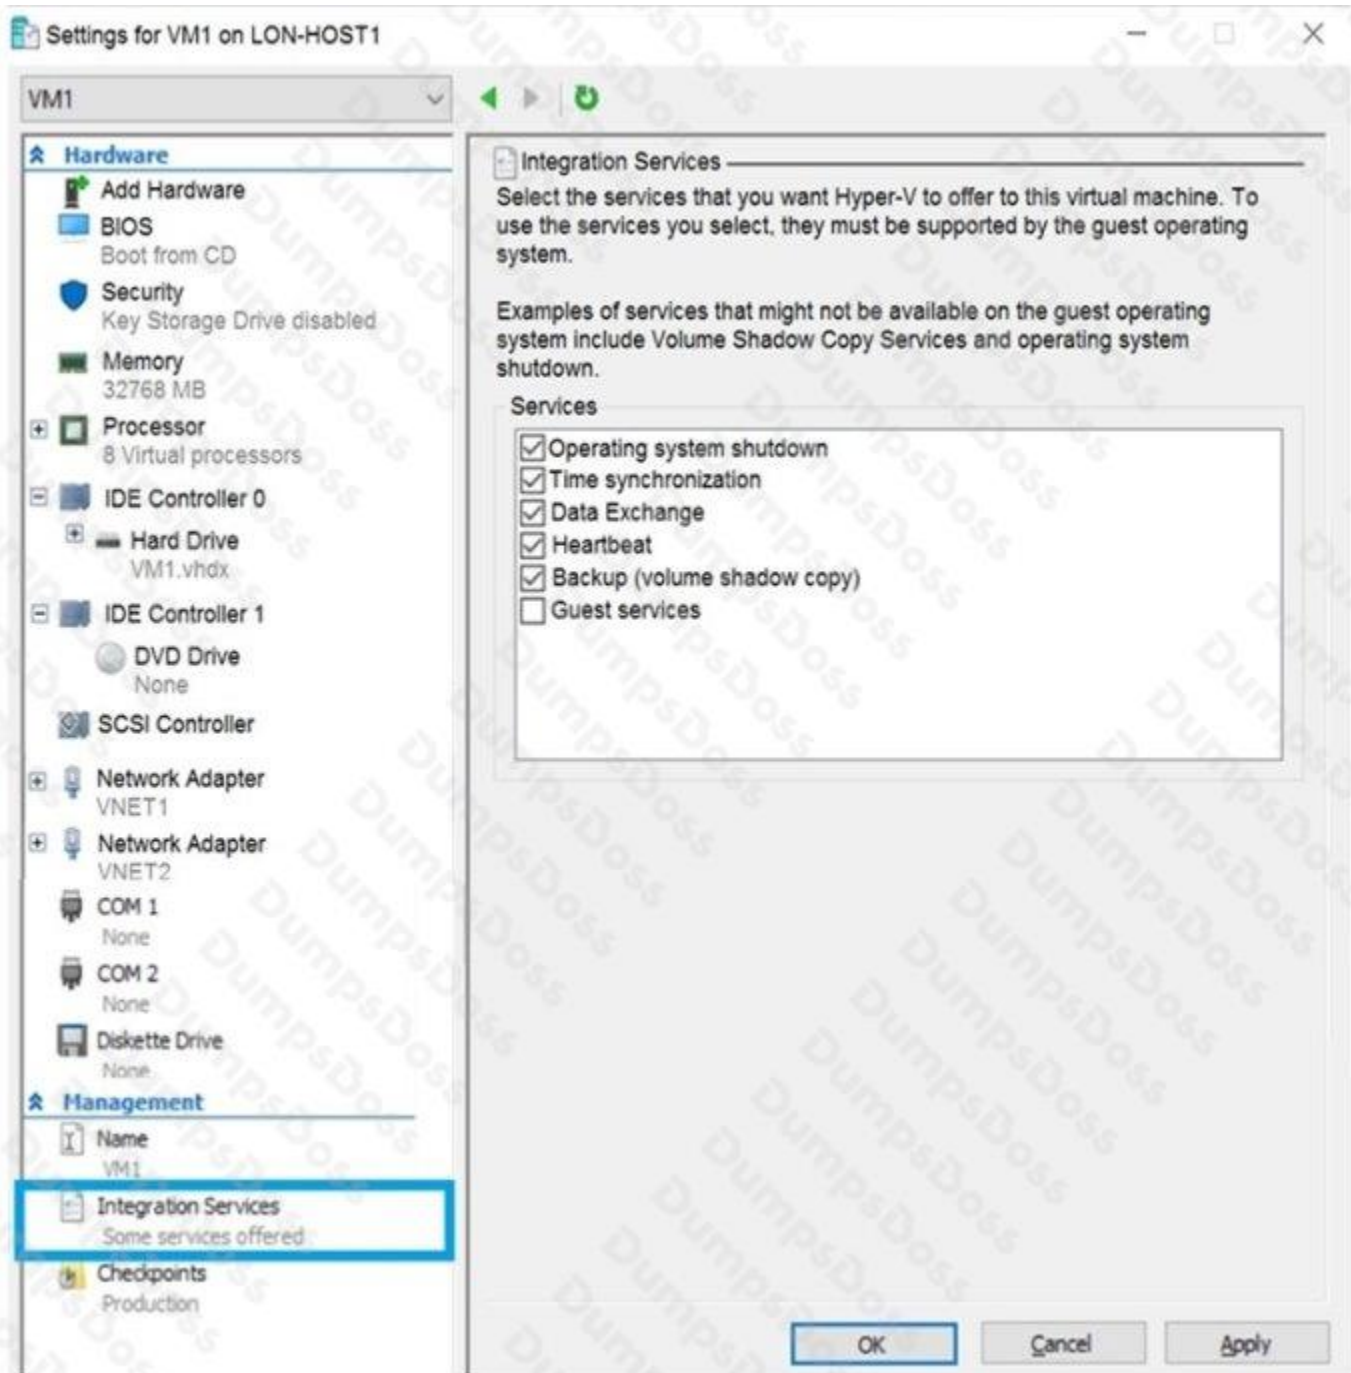 Settings for VM1 on LON-HOST1
VM1
Hardware
Add Hardware
BIOS
Boot from CD
Security
Key Storage Drive disabled
Memory
32768 MB
Processor
8 Virtual processors
IDE Controller 0
Hard Drive
VM1.vhdx
IDE Controller 1
DVD Drive
None
SCSI Controller
Network Adapter
VNET1
Network Adapter
VNET2
COM 1
None
COM 2
None
Diskette Drive
None
Management
Name
VM1
Integration Services
Some services offered
Checkpoints
Production
Integration Services
Select the services that you want Hyper-V to offer to this virtual machine. To
use the services you select, they must be supported by the guest operating
system.
Examples of services that might not be available on the guest operating
system include Volume Shadow Copy Services and operating system
shutdown.
Services
Operating system shutdown
Time synchronization
Data Exchange
Heartbeat
Backup (volume shadow copy)
Guest services
OK
Cancel
Apply
DumpsDoss